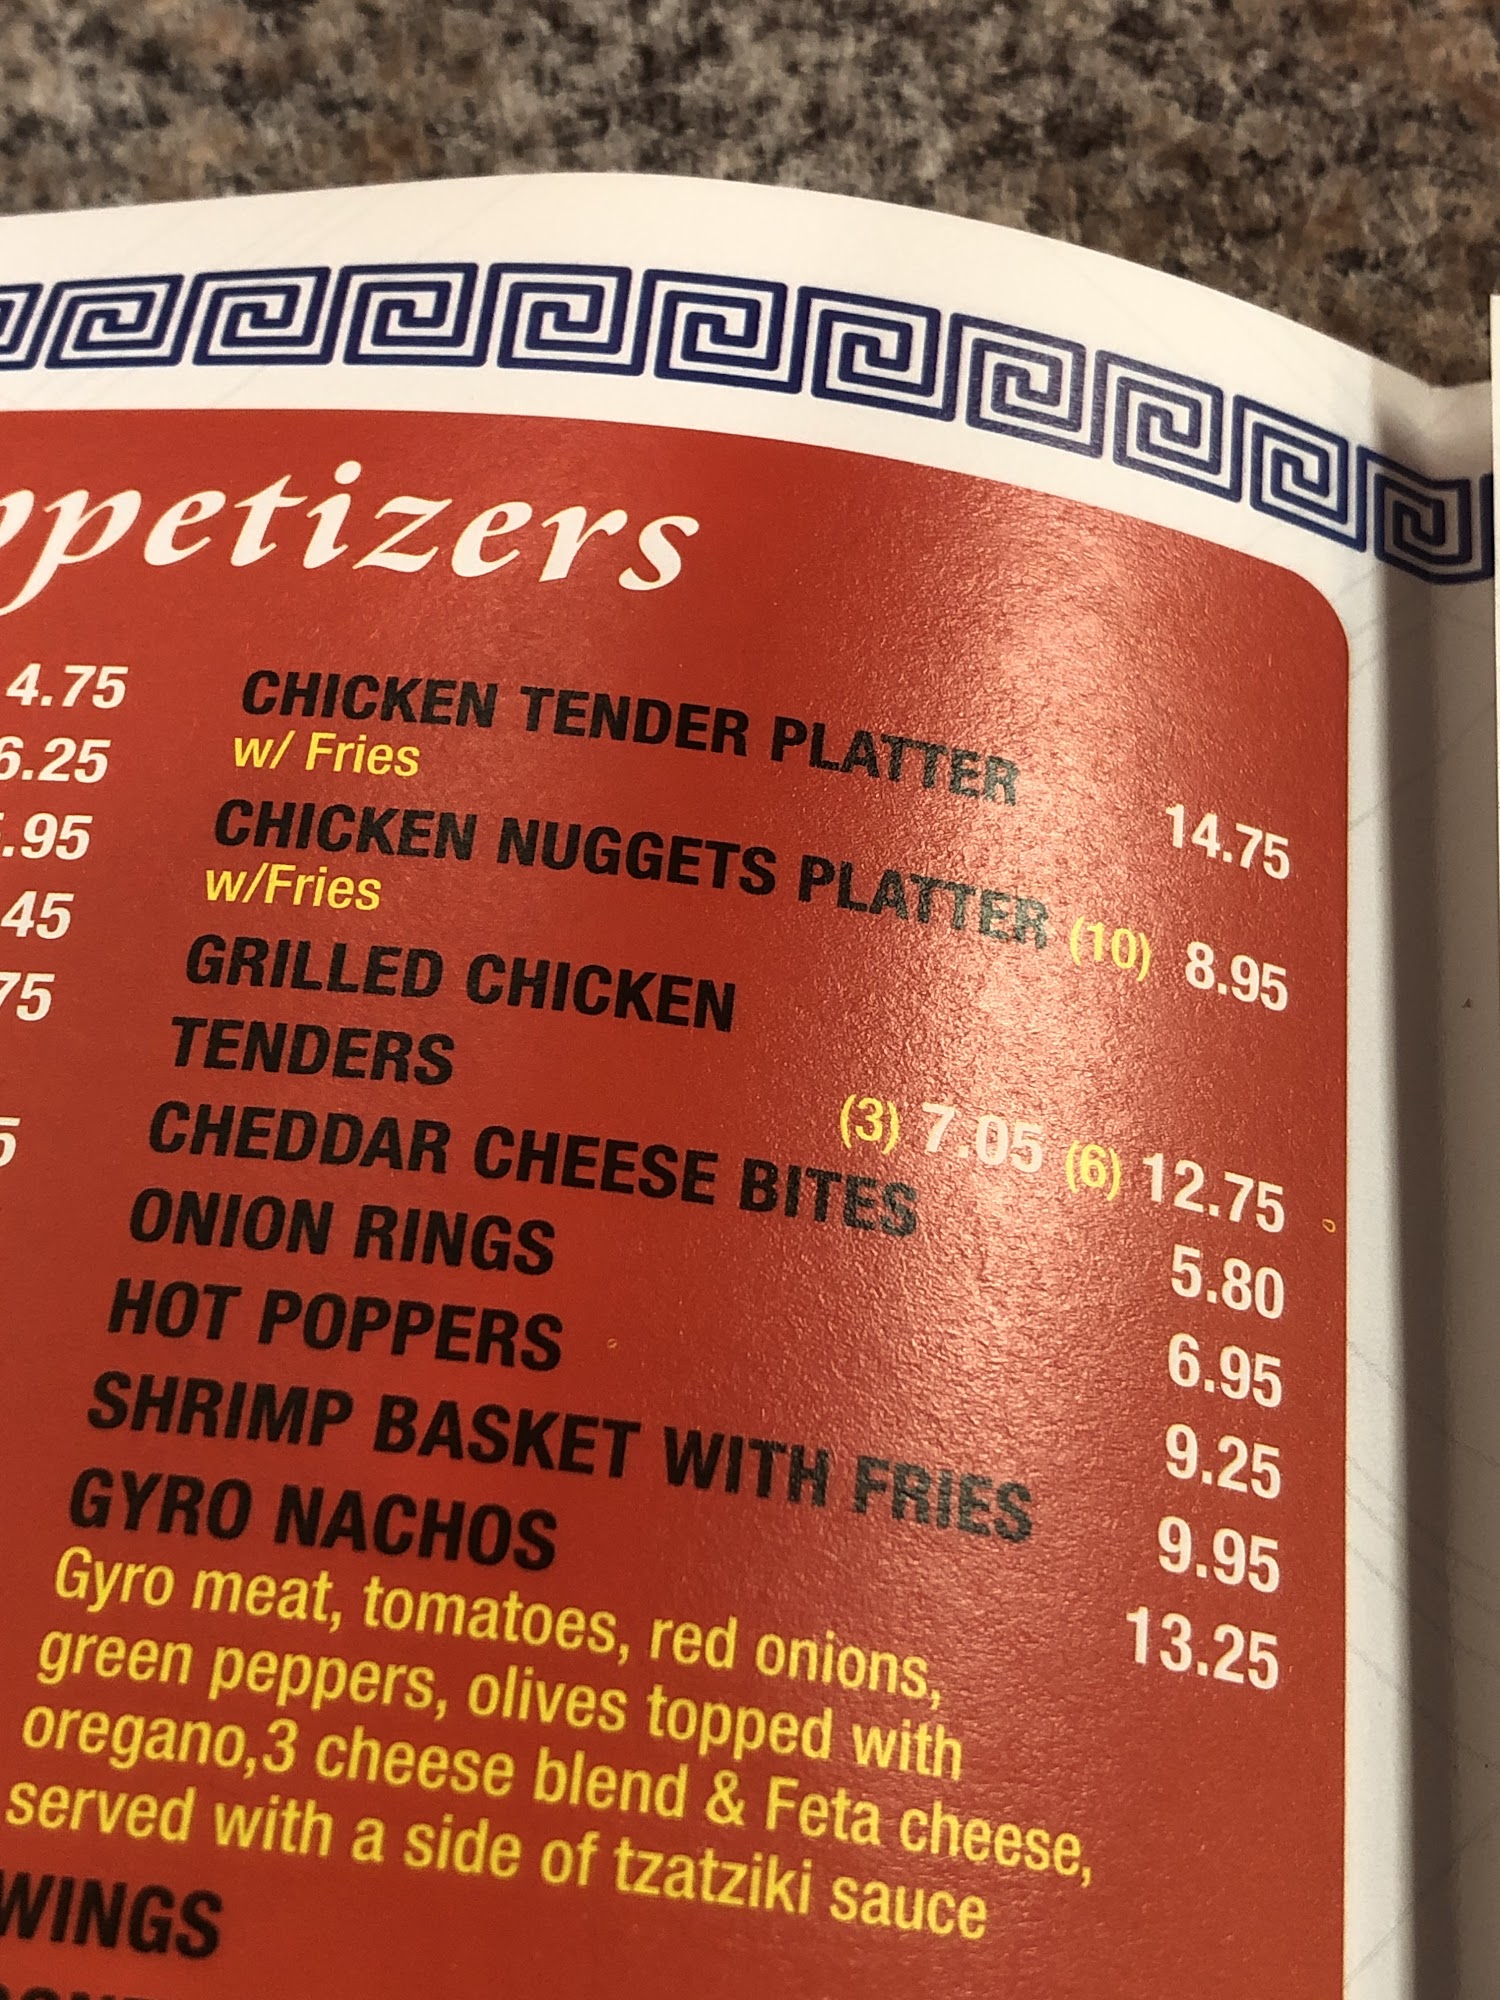 4.75
6.25
.95
.45
75
5
CHICKEN TENDER PLATTER 14.75
w/ Fries
CHICKEN NUGGETS PLATTER (10) 8.95
w/Fries
GRILLED CHICKEN
TENDERS (3) 7.05 (6) 12.75
CHEDDAR CHEESE BITES 5.80
ONION RINGS 6.95
HOT POPPERS 9.25
SHRIMP BASKET WITH FRIES 9.95
GYRO NACHOS 13.25
Gyro meat, tomatoes, red onions,
green peppers, olives topped with
oregano,3 cheese blend & Feta cheese,
served with a side of tzatziki sauce
WINGS